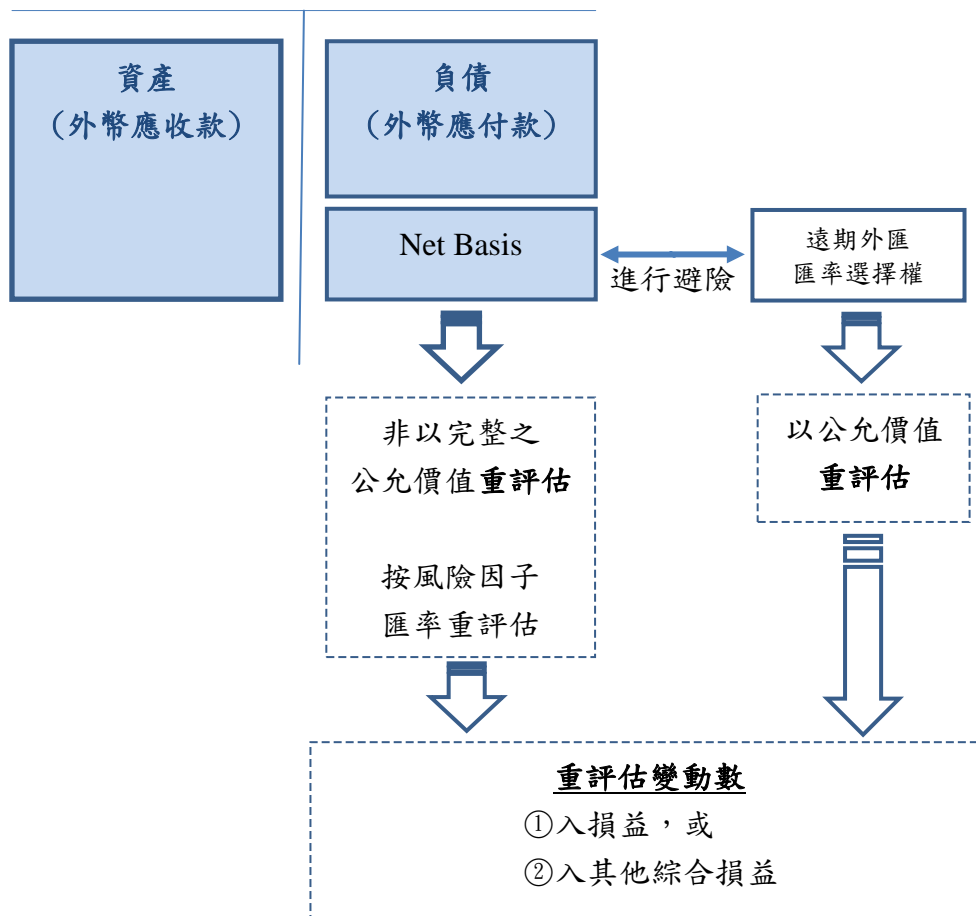 資產
（外幣應收款）
負債
（外幣應付款）
Net Basis
進行避險
遠期外匯
匯率選擇權
非以完整之
公允價值重評估
按風險因子
匯率重評估
以公允價值
重評估
重評估變動數
①入損益，或
②入其他綜合損益